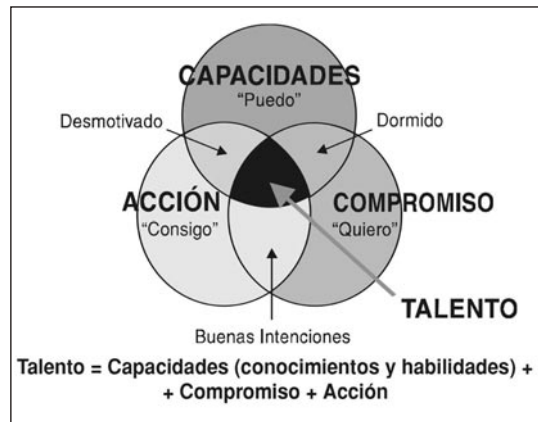 CAPACIDADES
"Puedo"
Desmotivado
Dormido
ACCIÓN
"Consigo"
COMPROMISO
"Quiero"
TALENTO
Buenas Intenciones
Talento = Capacidades (conocimientos y habilidades) +
+ Compromiso + Acción